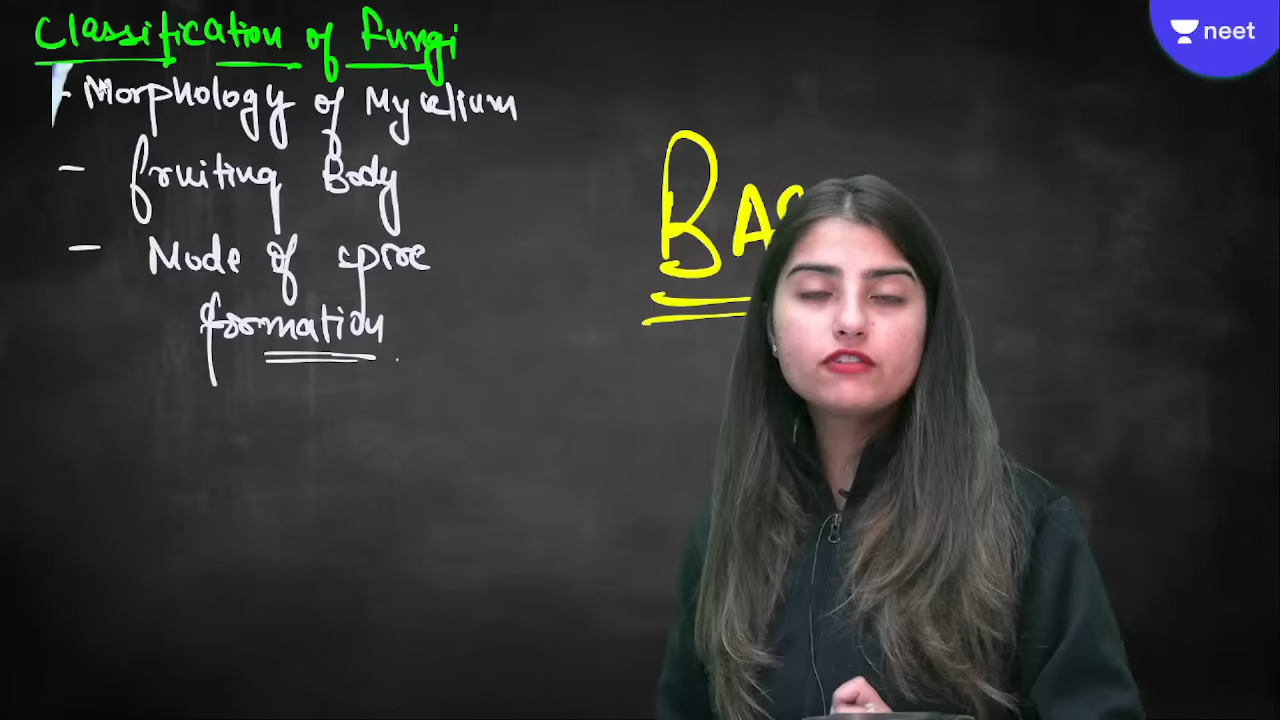 Classification of Fungi
- Morphology of Mycelium
- fruiting Body
- Mode of spore
formation
neet